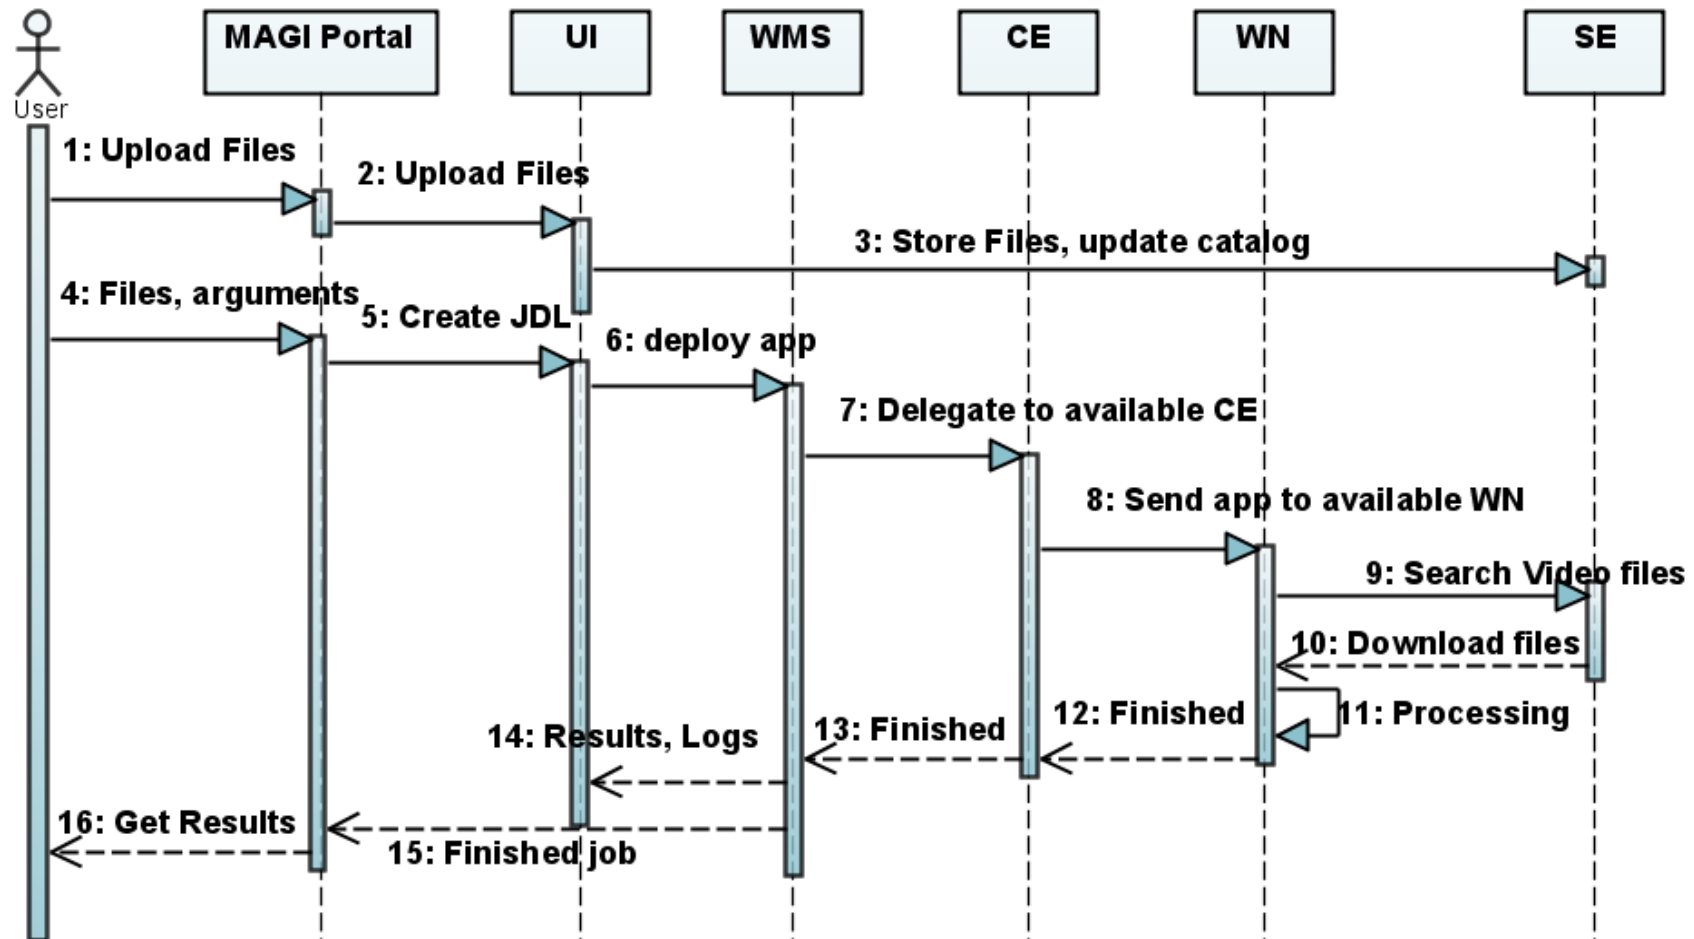 MAGI Portal
UI
WMS
CE
WN
SE
User
1: Upload Files
2: Upload Files
3: Store Files, update catalog
4: Files, arguments
5: Create JDL
6: deploy app
7: Delegate to available CE
8: Send app to available WN
9: Search Video files
10: Download files
11: Processing
12: Finished
13: Finished
14: Results, Logs
15: Finished job
16: Get Results